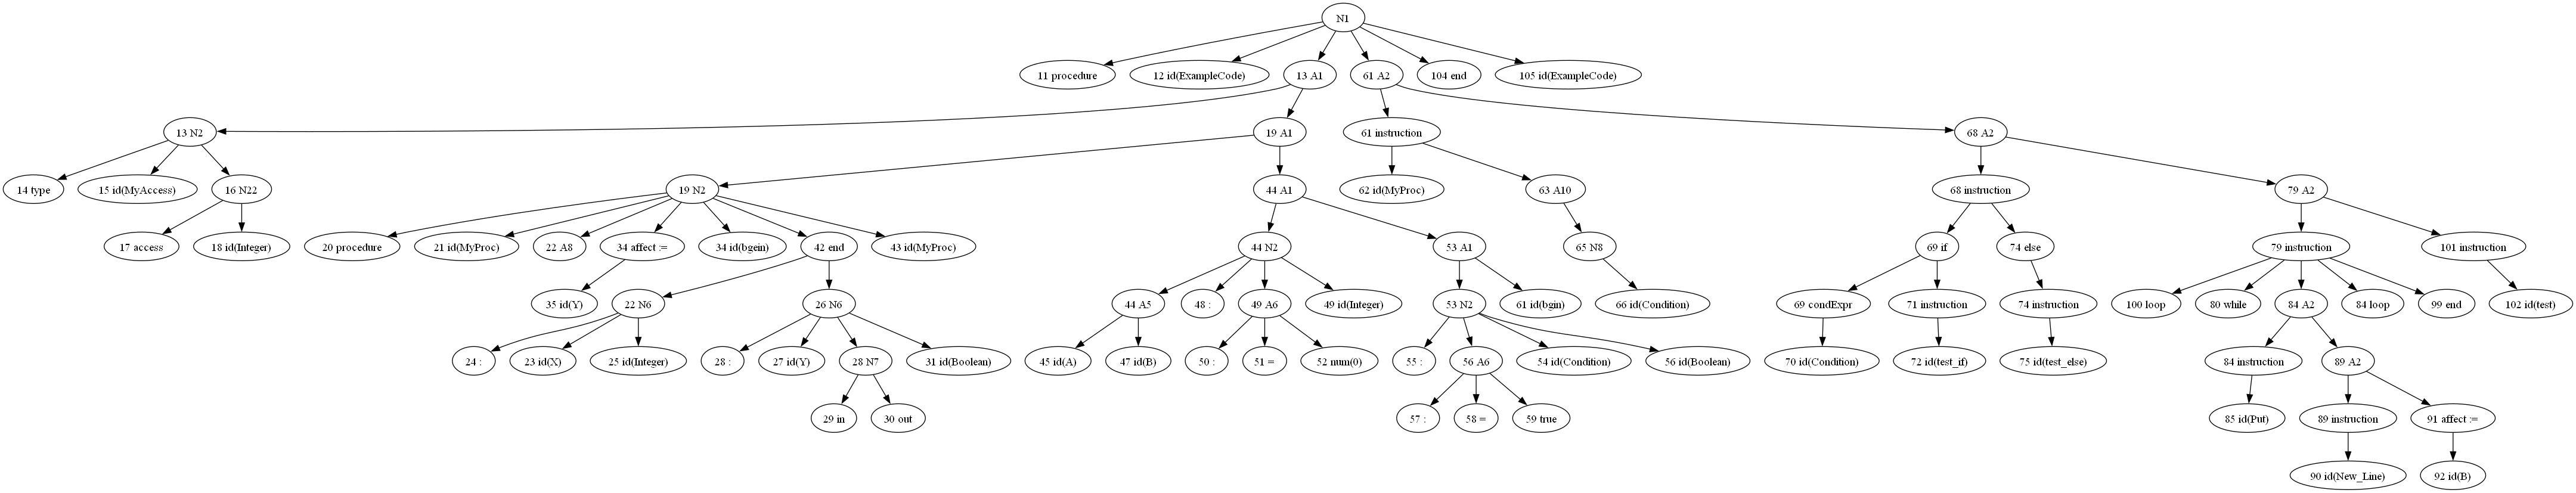 N1
11 procedure
12 id(ExampleCode)
13 A1
61 A2
104 end
105 id(ExampleCode)
13 N2
19 A1
61 instruction
68 A2
14 type
15 id(MyAccess)
16 N22
19 N2
44 A1
62 id(MyProc)
63 A10
68 instruction
79 A2
17 access
18 id(Integer)
20 procedure
21 id(MyProc)
22 A8
34 affect :=
34 id(bgein)
42 end
43 id(MyProc)
44 N2
53 A1
65 N8
69 if
74 else
79 instruction
101 instruction
35 id(Y)
22 N6
26 N6
44 A5
48 :
49 A6
49 id(Integer)
53 N2
61 id(bgin)
66 id(Condition)
69 condExpr
71 instruction
74 instruction
100 loop
80 while
84 A2
84 loop
99 end
102 id(test)
24 :
23 id(X)
25 id(Integer)
28 :
27 id(Y)
28 N7
31 id(Boolean)
45 id(A)
47 id(B)
50 :
51 =
52 num(0)
55 :
56 A6
54 id(Condition)
56 id(Boolean)
70 id(Condition)
72 id(test_if)
75 id(test_else)
84 instruction
89 A2
29 in
30 out
57 :
58 =
59 true
85 id(Put)
89 instruction
91 affect :=
90 id(New_Line)
92 id(B)